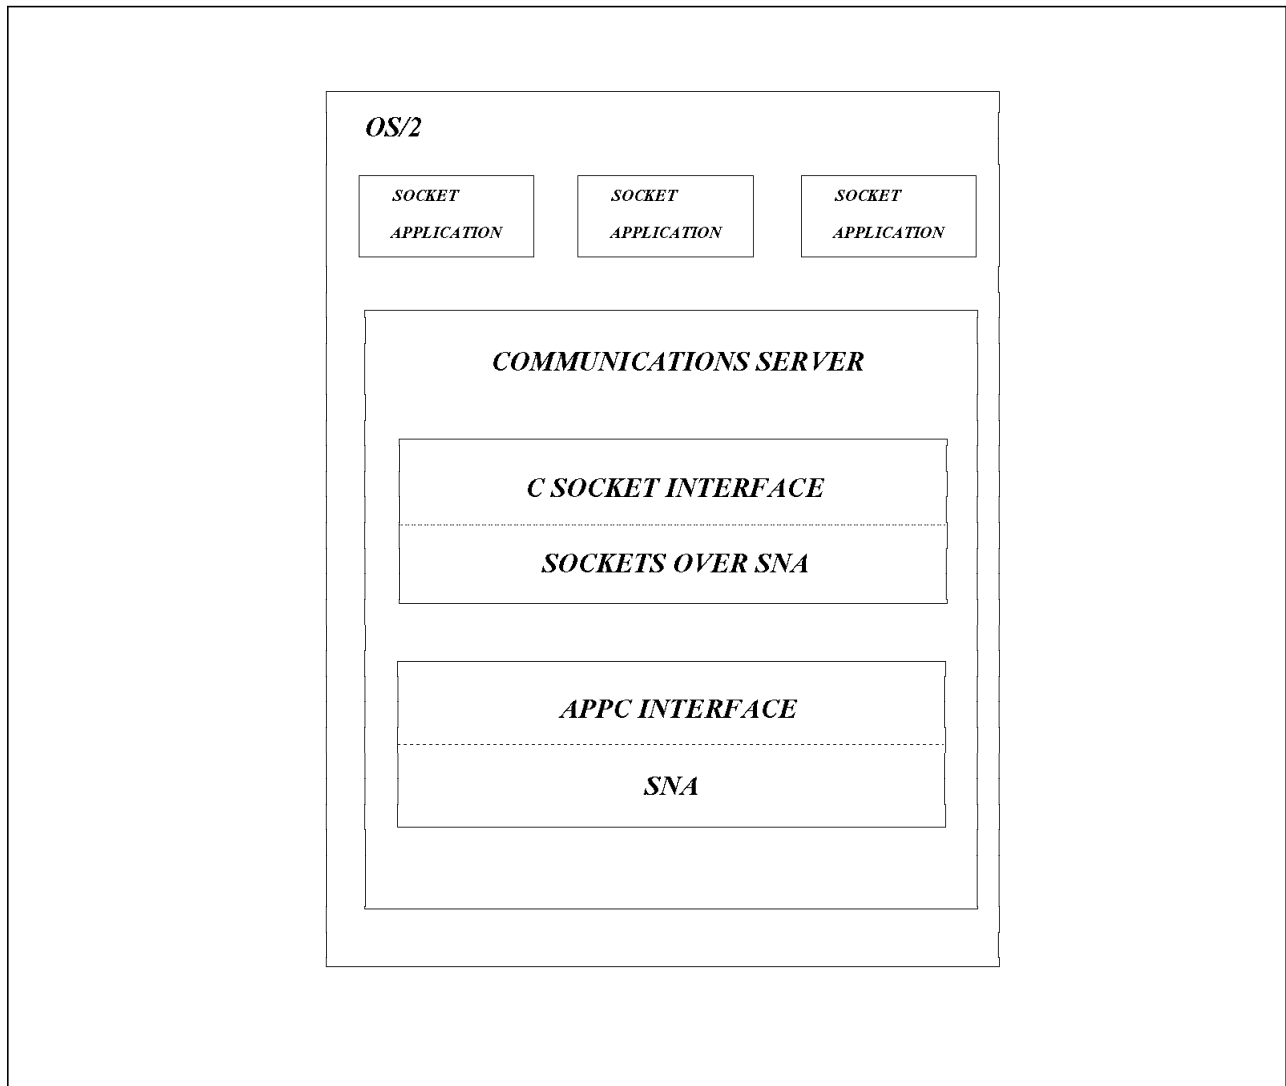 OS/2
SOCKET
APPLICATION
SOCKET
APPLICATION
SOCKET
APPLICATION
COMMUNICATIONS SERVER
C SOCKET INTERFACE
SOCKETS OVER SNA
APPC INTERFACE
SNA